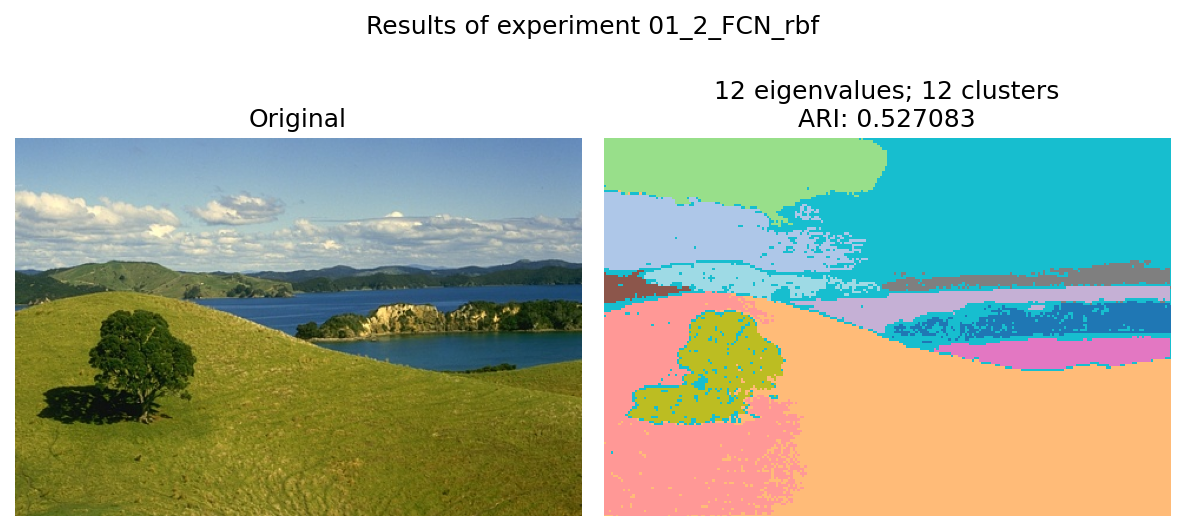 Results of experiment 01_2_FCN_rbf
Original
12 eigenvalues; 12 clusters
ARI: 0.527083